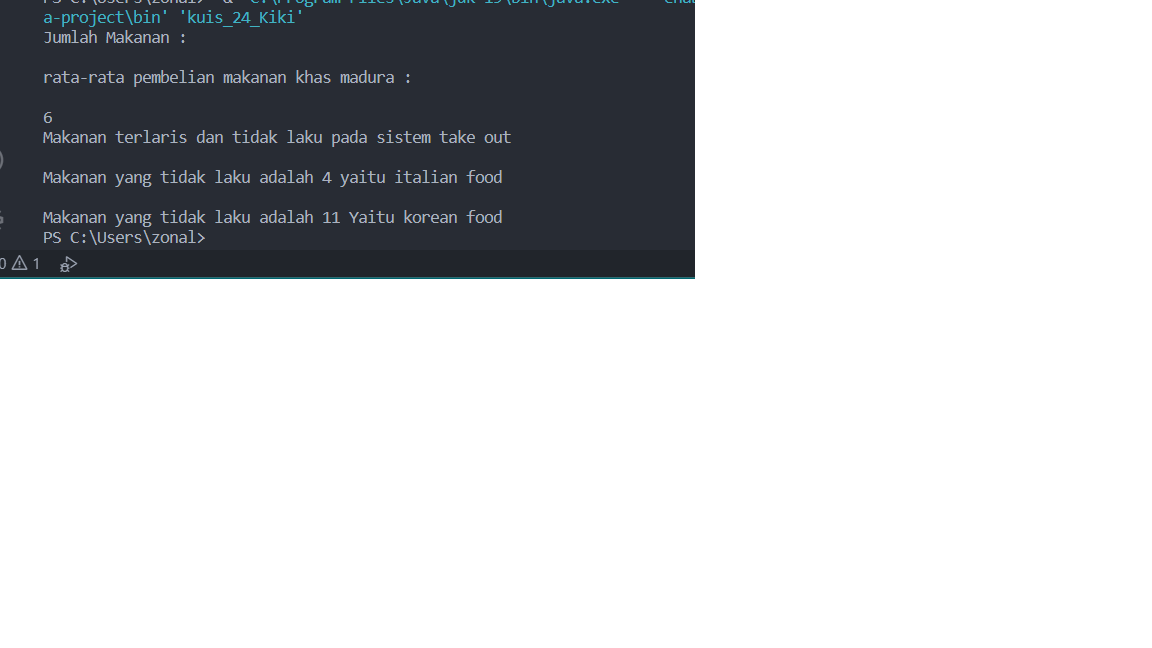 a-project\bin' 'kuis_24_Kiki'
Jumlah Makanan :
rata-rata pembelian makanan khas madura :
6
Makanan terlaris dan tidak laku pada sistem take out
Makanan yang tidak laku adalah 4 yaitu italian food
Makanan yang tidak laku adalah 11 Yaitu korean food
PS C:\Users\zonal>
0 1